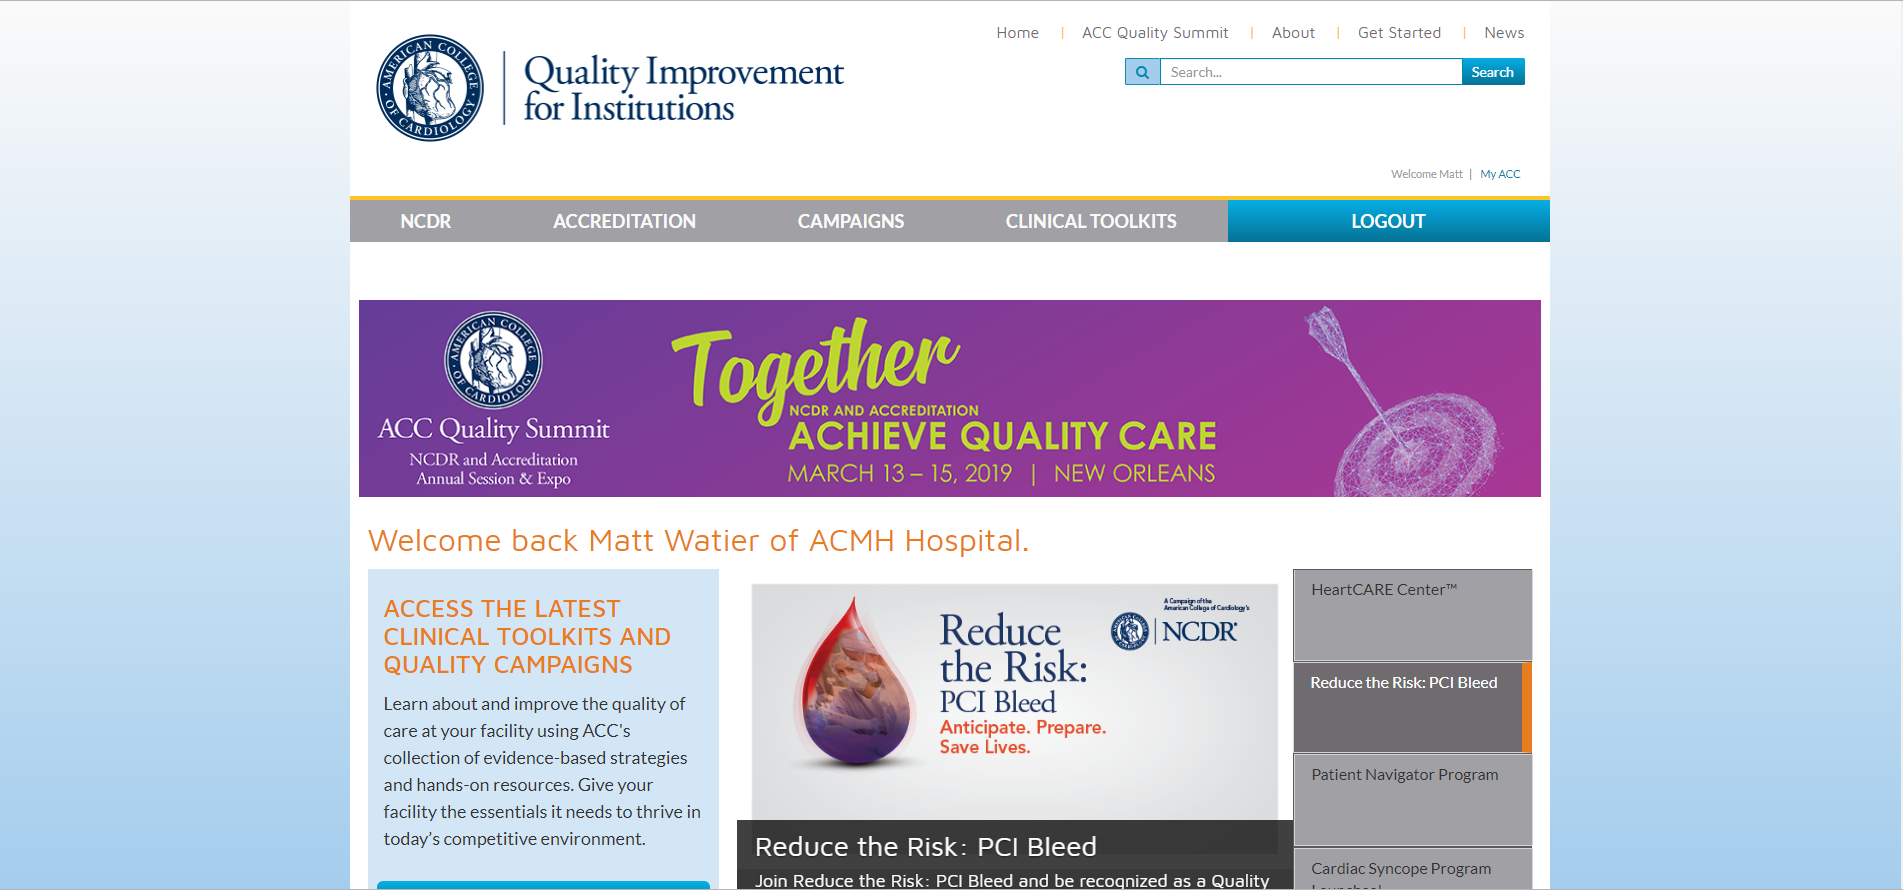 Home | ACC Quality Summit | About | Get Started | News
AMERICAN COLLEGE OF CARDIOLOGY
Quality Improvement
for Institutions
Search...
Search
Welcome Matt | My ACC
NCDR
ACCREDITATION
CAMPAIGNS
CLINICAL TOOLKITS
LOGOUT
AMERICAN COLLEGE OF CARDIOLOGY
ACC Quality Summit
NCDR and Accreditation
Annual Session & Expo
Together
NCDR AND ACCREDITATION
ACHIEVE QUALITY CARE
MARCH 13 – 15, 2019 | NEW ORLEANS
Welcome back Matt Watier of ACMH Hospital.
ACCESS THE LATEST
CLINICAL TOOLKITS AND
QUALITY CAMPAIGNS
Learn about and improve the quality of
care at your facility using ACC's
collection of evidence-based strategies
and hands-on resources. Give your
facility the essentials it needs to thrive in
today’s competitive environment.
A Campaign of the
American College of Cardiology's
NCDR®
Reduce
the Risk:
PCI Bleed
Anticipate. Prepare.
Save Lives.
Reduce the Risk: PCI Bleed
Join Reduce the Risk: PCI Bleed and be recognized as a Quality
HeartCARE Center™
Reduce the Risk: PCI Bleed
Patient Navigator Program
Cardiac Syncope Program